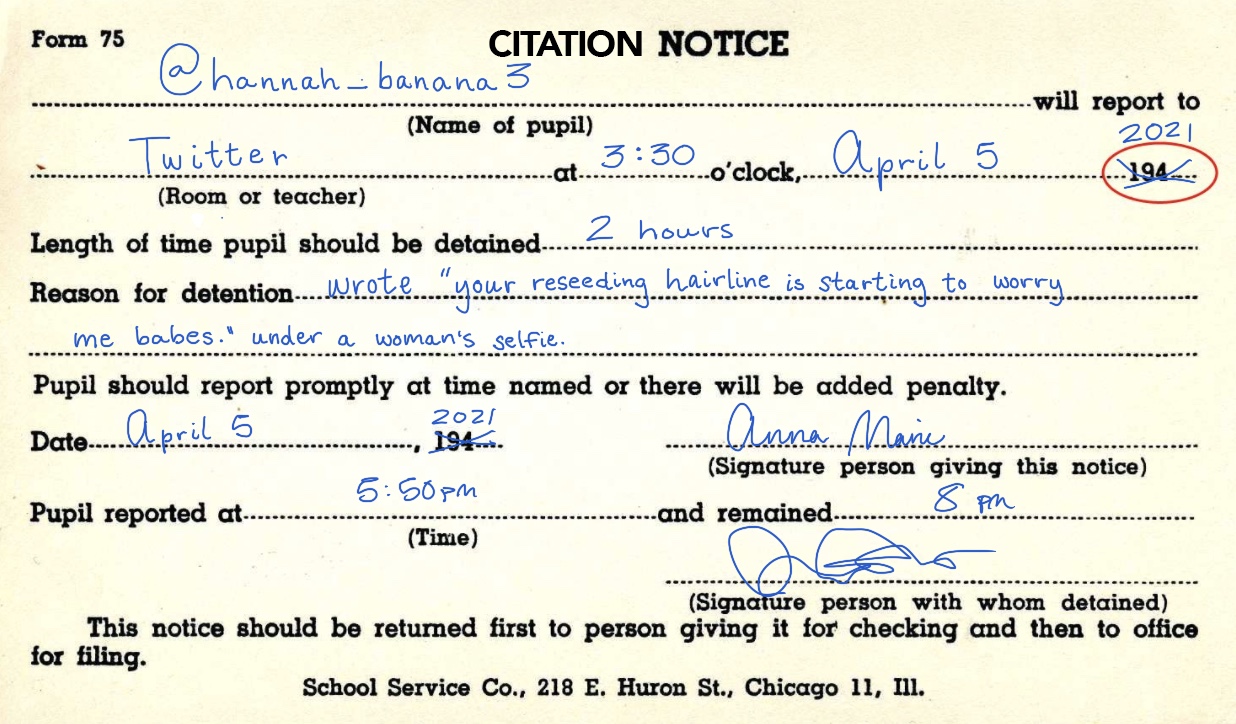 Form 75
CITATION NOTICE
@hannah_banana3
will report to
(Name of pupil)
2021
Twitter at 3:30 o'clock, April 5 194
(Room or teacher)
Length of time pupil should be detained 2 hours
Reason for detention wrote "your reseeding hairline is starting to worry
me babes." under a woman's selfie.
Pupil should report promptly at time named or there will be added penalty.
2021
Date April 5, 194 Anna
(Signature person giving this notice)
Pupil reported at 5:50pm and remained 8 pm
(Time)
(Signature person with whom detained)
This notice should be returned first to person giving it for checking and then to office
for filing.
School Service Co., 218 E. Huron St., Chicago 11, Ill.